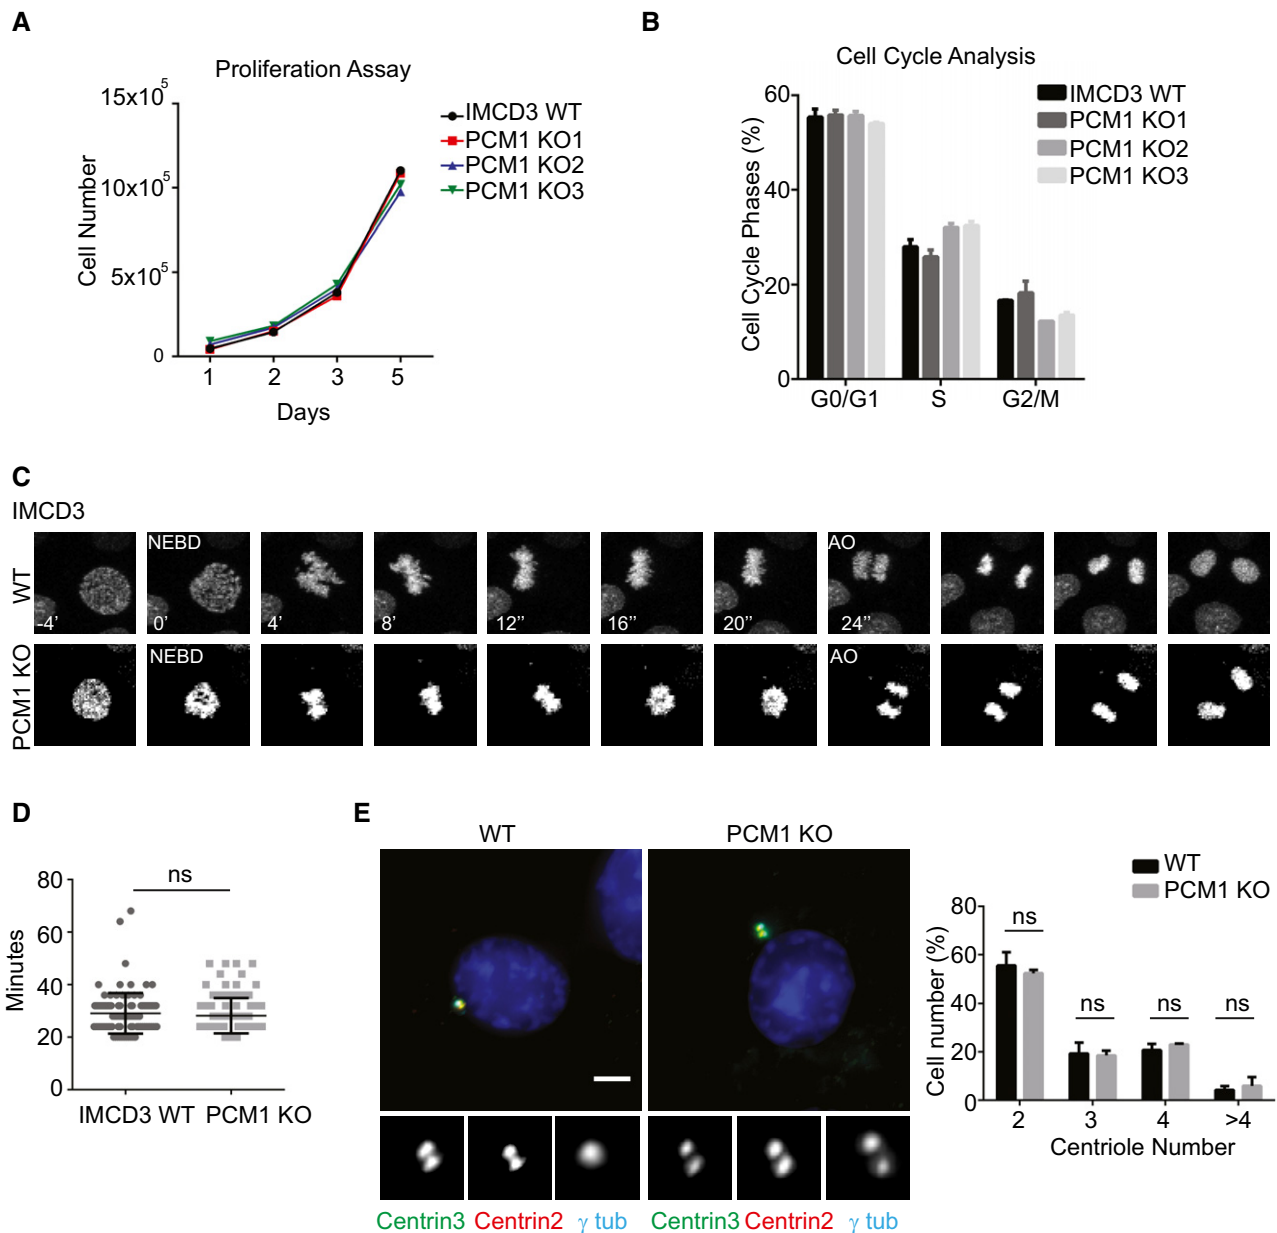 A
Proliferation Assay
15x10^5
10x10^5
5x10^5
0
Cell Number
1 2 3 5
Days
IMCD3 WT
PCM1 KO1
PCM1 KO2
PCM1 KO3
B
Cell Cycle Analysis
60
40
20
0
Cell Cycle Phases (%)
G0/G1 S G2/M
IMCD3 WT
PCM1 KO1
PCM1 KO2
PCM1 KO3
C
IMCD3
WT
NEBD AO
-4' 0' 4' 8' 12'' 16'' 20'' 24''
PCM1 KO
NEBD AO
D
ns
80
60
40
20
0
Minutes
IMCD3 WT PCM1 KO
E
WT PCM1 KO
Centrin3 Centrin2 γ tub Centrin3 Centrin2 γ tub
WT
PCM1 KO
80
60
40
20
0
Cell number (%)
ns ns ns ns
2 3 4 >4
Centriole Number